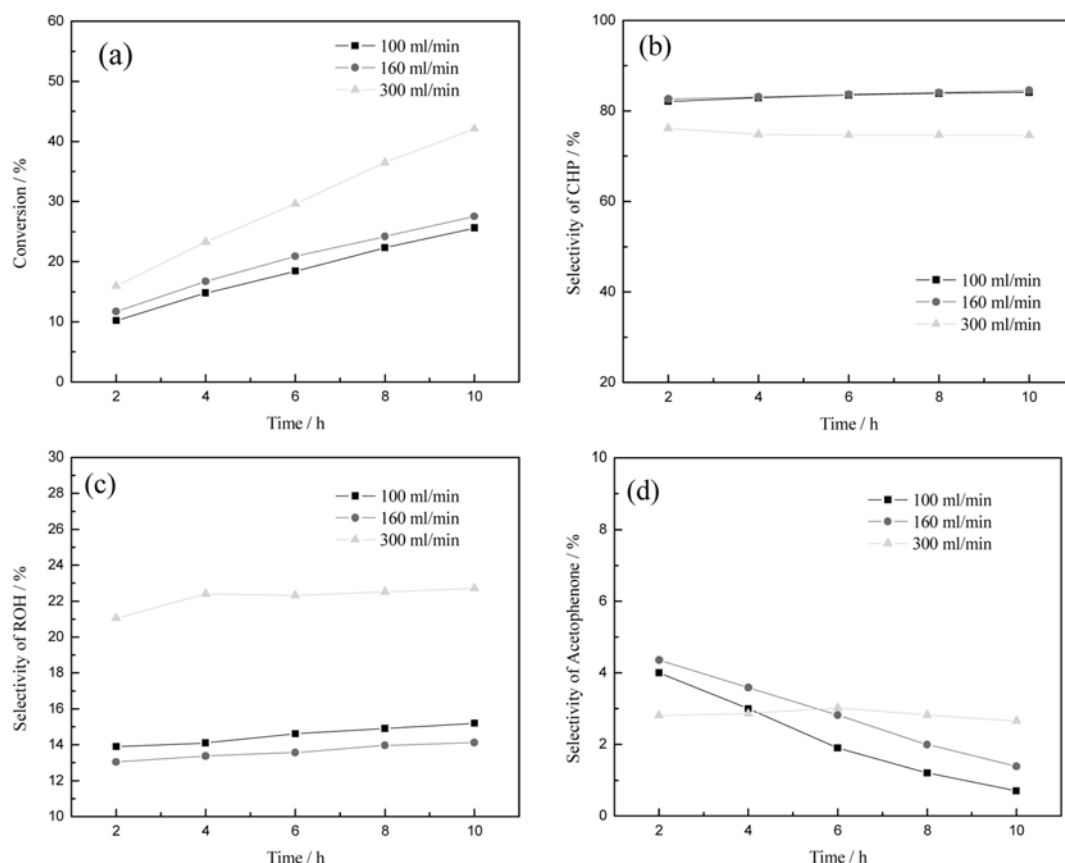 (a)
100 ml/min
160 ml/min
300 ml/min
Conversion / %
60
50
40
30
20
10
0
2 4 6 8 10
Time / h
(b)
100 ml/min
160 ml/min
300 ml/min
Selectivity of CHP / %
100
80
60
40
20
2 4 6 8 10
Time / h
(c)
100 ml/min
160 ml/min
300 ml/min
Selectivity of ROH / %
30
28
26
24
22
20
18
16
14
12
10
2 4 6 8 10
Time / h
(d)
100 ml/min
160 ml/min
300 ml/min
Selectivity of Acetophenone / %
10
8
6
4
2
0
2 4 6 8 10
Time / h